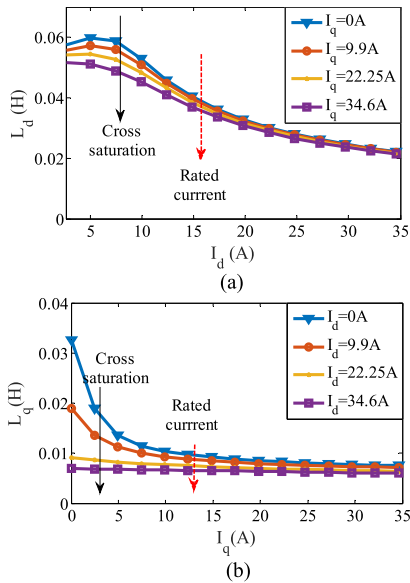 (a)
L_d (H)
0.06
0.04
0.02
0
5
10
15
20
25
30
35
I_d (A)
Cross
saturation
Rated
currrent
I_q=0A
I_q=9.9A
I_q=22.25A
I_q=34.6A
(a)
L_q (H)
0.04
0.03
0.02
0.01
0
0
5
10
15
20
25
30
35
I_q (A)
Cross
saturation
Rated
currrent
I_d=0A
I_d=9.9A
I_d=22.25A
I_d=34.6A
(b)